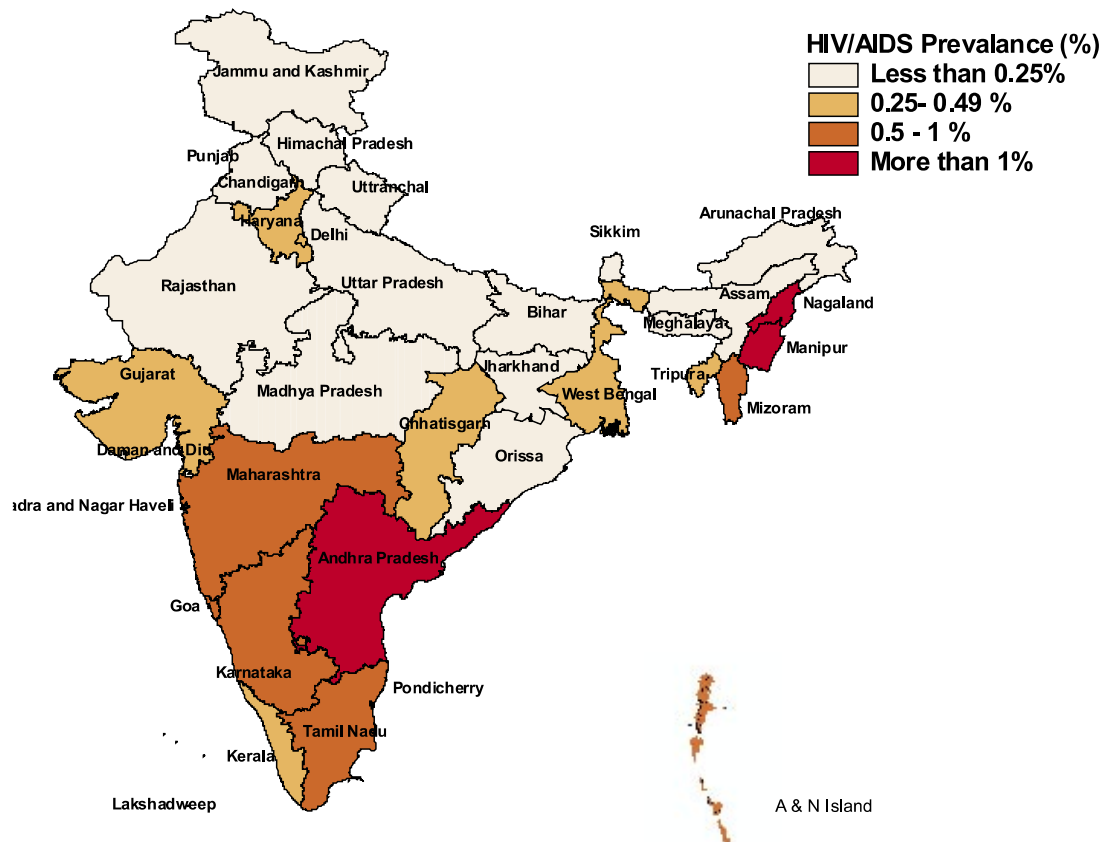 HIV/AIDS Prevalance (%)
Less than 0.25%
0.25- 0.49 %
0.5 - 1 %
More than 1%
Jammu and Kashmir
Himachal Pradesh
Punjab
Chandigarh
Uttranchal
Haryana
Delhi
Arunachal Pradesh
Sikkim
Rajasthan
Uttar Pradesh
Assam
Nagaland
Bihar
Meghalaya
Manipur
Gujarat
Jharkhand
Tripura
Madhya Pradesh
West Bengal
Mizoram
Chhatisgarh
Daman and Diu
Orissa
Maharashtra
adra and Nagar Haveli
Andhra Pradesh
Goa
Karnataka
Pondicherry
Tamil Nadu
Kerala
Lakshadweep
A & N Island